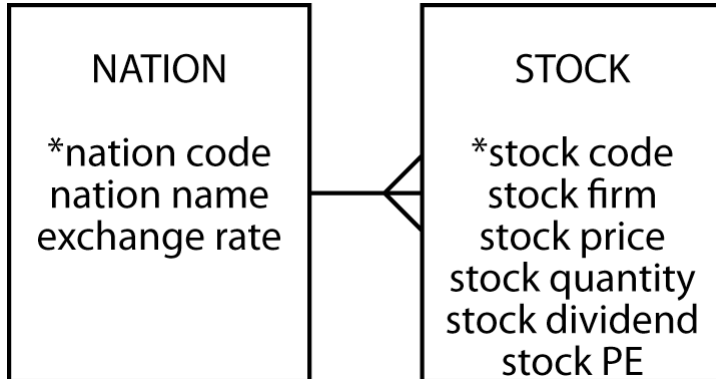 NATION
*nation code
nation name
exchange rate
STOCK
*stock code
stock firm
stock price
stock quantity
stock dividend
stock PE